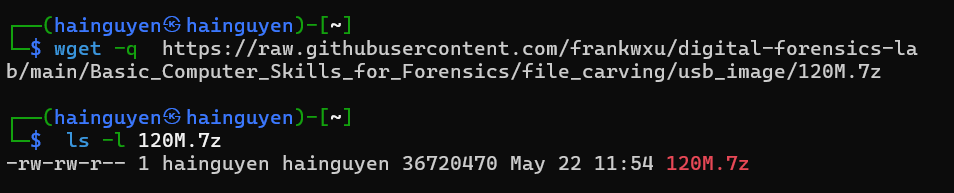 ┌──(hainguyen㉿hainguyen)-[~]
└─$ wget -q  https://raw.githubusercontent.com/frankwxu/digital-forensics-la
b/main/Basic_Computer_Skills_for_Forensics/file_carving/usb_image/120M.7z
┌──(hainguyen㉿hainguyen)-[~]
└─$  ls -l 120M.7z
-rw-rw-r-- 1 hainguyen hainguyen 36720470 May 22 11:54 120M.7z